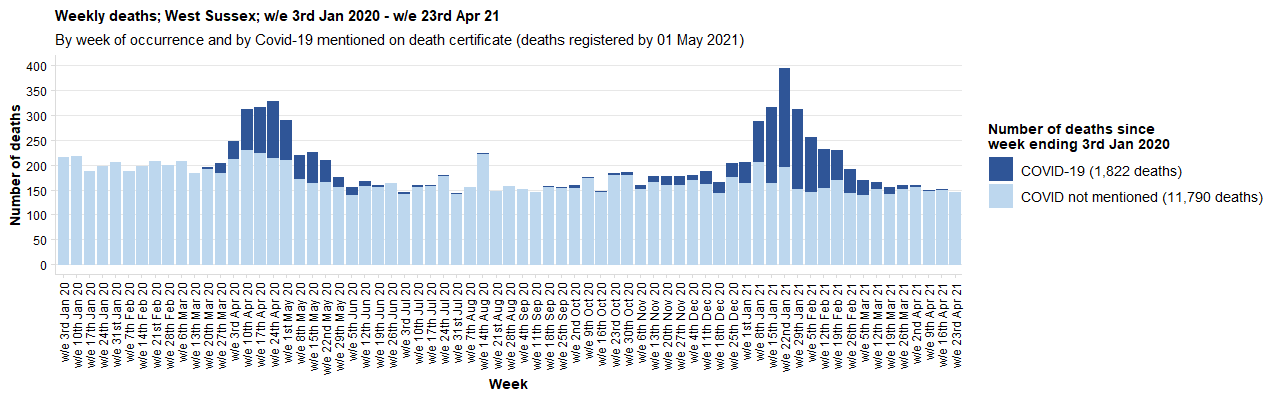 Weekly deaths; West Sussex; w/e 3rd Jan 2020 - w/e 23rd Apr 21
By week of occurrence and by Covid-19 mentioned on death certificate (deaths registered by 01 May 2021)
Number of deaths
400
350
300
250
200
150
100
50
0
w/e 3rd Jan 20
w/e 10th Jan 20
w/e 17th Jan 20
w/e 24th Jan 20
w/e 31st Jan 20
w/e 7th Feb 20
w/e 14th Feb 20
w/e 21st Feb 20
w/e 28th Feb 20
w/e 6th Mar 20
w/e 13th Mar 20
w/e 20th Mar 20
w/e 27th Mar 20
w/e 3rd Apr 20
w/e 10th Apr 20
w/e 17th Apr 20
w/e 24th Apr 20
w/e 1st May 20
w/e 8th May 20
w/e 15th May 20
w/e 22nd May 20
w/e 29th May 20
w/e 5th Jun 20
w/e 12th Jun 20
w/e 19th Jun 20
w/e 26th Jun 20
w/e 3rd Jul 20
w/e 10th Jul 20
w/e 17th Jul 20
w/e 24th Jul 20
w/e 31st Jul 20
w/e 7th Aug 20
w/e 14th Aug 20
w/e 21st Aug 20
w/e 28th Aug 20
w/e 4th Sep 20
w/e 11th Sep 20
w/e 18th Sep 20
w/e 25th Sep 20
w/e 2nd Oct 20
w/e 9th Oct 20
w/e 16th Oct 20
w/e 23rd Oct 20
w/e 30th Oct 20
w/e 6th Nov 20
w/e 13th Nov 20
w/e 20th Nov 20
w/e 27th Nov 20
w/e 4th Dec 20
w/e 11th Dec 20
w/e 18th Dec 20
w/e 25th Dec 20
w/e 1st Jan 21
w/e 8th Jan 21
w/e 15th Jan 21
w/e 22nd Jan 21
w/e 29th Jan 21
w/e 5th Feb 21
w/e 12th Feb 21
w/e 19th Feb 21
w/e 26th Feb 21
w/e 5th Mar 21
w/e 12th Mar 21
w/e 19th Mar 21
w/e 26th Mar 21
w/e 2nd Apr 21
w/e 9th Apr 21
w/e 16th Apr 21
w/e 23rd Apr 21
Week
Number of deaths since
week ending 3rd Jan 2020
COVID-19 (1,822 deaths)
COVID not mentioned (11,790 deaths)